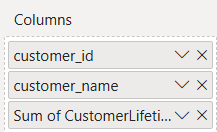 Columns
customer_id
customer_name
Sum of CustomerLifeti...